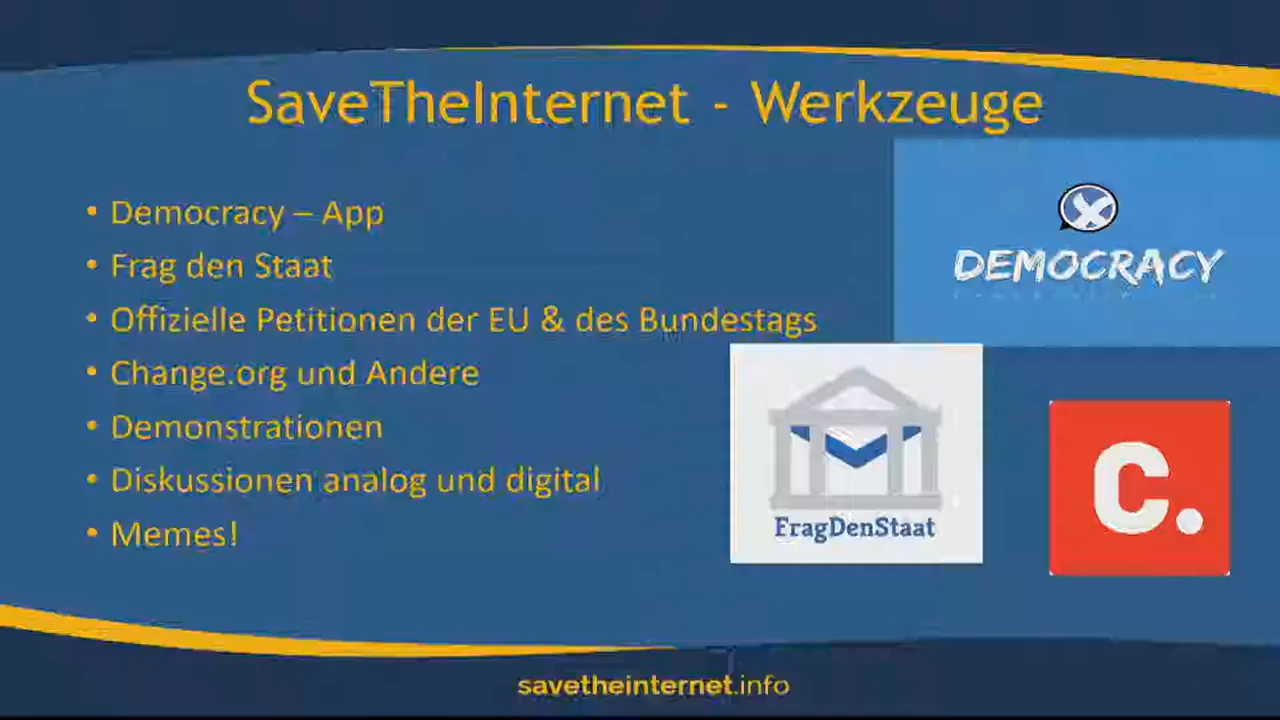 SaveTheInternet - Werkzeuge
• Democracy – App
• Frag den Staat
• Offizielle Petitionen der EU & des Bundestags
• Change.org und Andere
• Demonstrationen
• Diskussionen analog und digital
• Memes!
DEMOCRACY
FragDenStaat
C.
savetheinternet.info